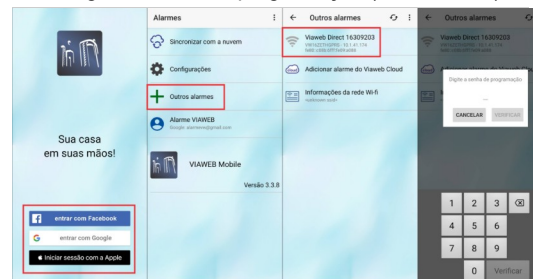 Sua casa
em suas mãos!
entrar com Facebook
entrar com Google
Iniciar sessão com a Apple
Alarmes
Sincronizar com a nuvem
Configurações
Outros alarmes
Alarme VIAWEB
VIAWEB Mobile
Versão 3.3.8
Outros alarmes
Viaweb Direct 16309203
Adicionar alarme do Viaweb Cloud
Informações da rede Wi-fi
Outros alarmes
Digite a senha de programação
CANCELAR VERIFICAR
1 2 3
4 5 6
7 8 9
0 Verificar